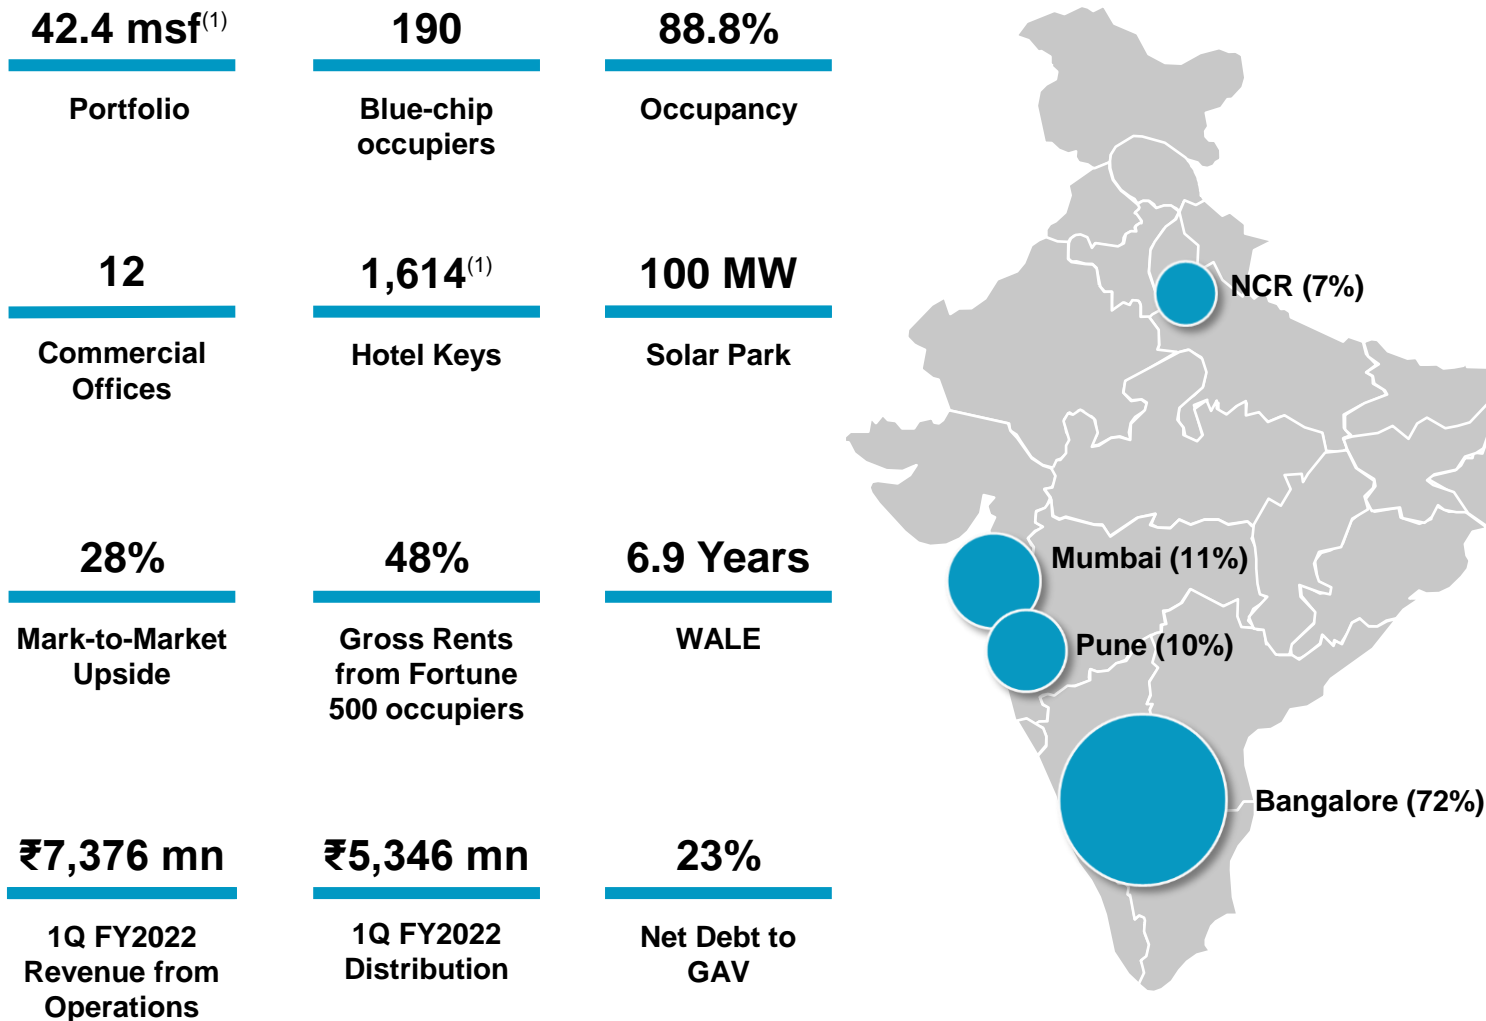 42.4 msf(1)
Portfolio
190
Blue-chip
occupiers
88.8%
Occupancy
12
Commercial
Offices
1,614(1)
Hotel Keys
100 MW
Solar Park
28%
Mark-to-Market
Upside
48%
Gross Rents
from Fortune
500 occupiers
6.9 Years
WALE
₹7,376 mn
1Q FY2022
Revenue from
Operations
₹5,346 mn
1Q FY2022
Distribution
23%
Net Debt to
GAV
NCR (7%)
Mumbai (11%)
Pune (10%)
Bangalore (72%)